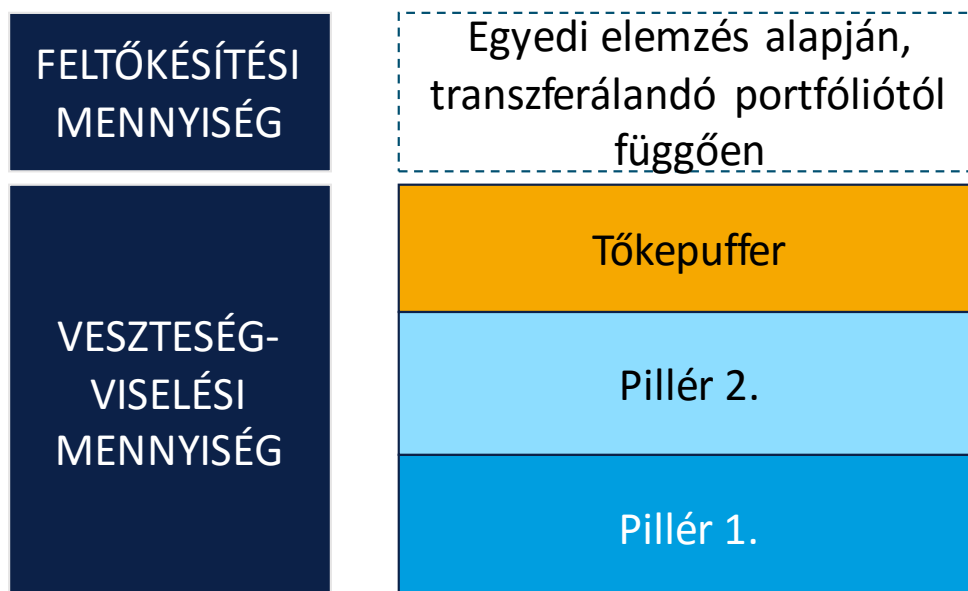 FELTŐKÉSÍTÉSI
MENNYISÉG
Egyedi elemzés alapján,
transzferálandó portfóliótól
függően
VESZTESÉG-
VISELÉSI
MENNYISÉG
Tőkepuffer
Pillér 2.
Pillér 1.